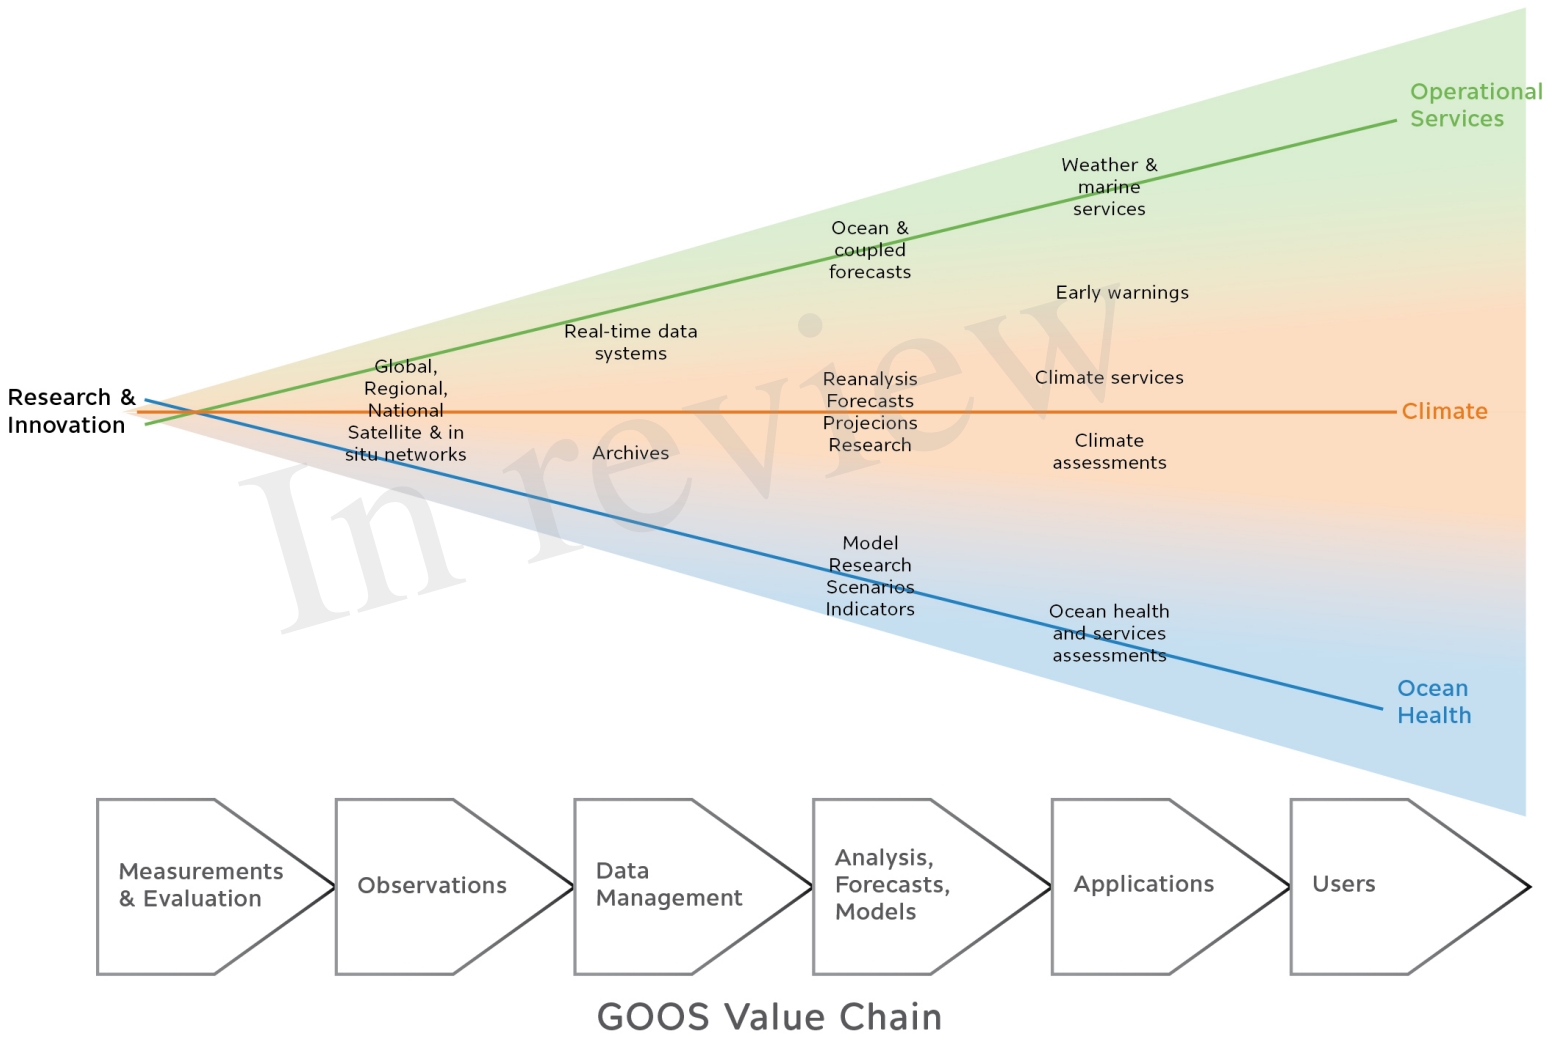 Operational
Services
Weather &
marine
services
Ocean &
coupled
forecasts
Early warnings
Real-time data
systems
Global,
Regional,
National
Satellite & in
situ networks
Research &
Innovation
Reanalysis
Forecasts
Projecions
Research
Climate services
Climate
Climate
assessments
Archives
In review
Model
Research
Scenarios
Indicators
Ocean health
and services
assessments
Ocean
Health
Measurements
& Evaluation
Observations
Data
Management
Analysis,
Forecasts,
Models
Applications
Users
GOOS Value Chain